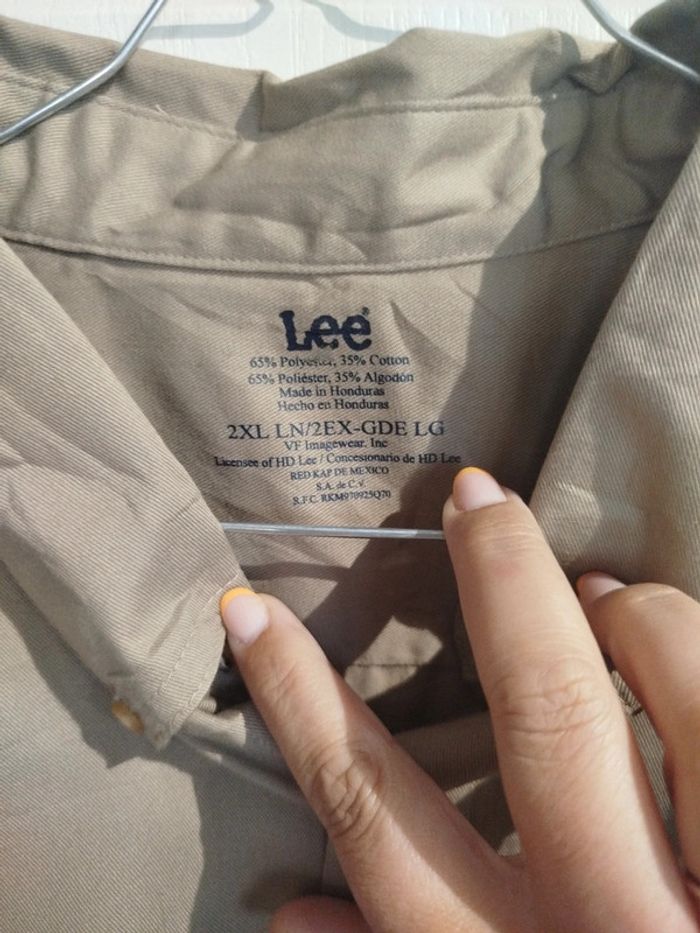 Lee®
65% Polyester, 35% Cotton
65% Poliéster, 35% Algodón
Made in Honduras
Hecho en Honduras
2XL LN/2EX-GDE LG
VF Imagewear, Inc
Licensee of HD Lee / Concesionario de HD Lee
RED KAP DE MEXICO
S.A. de C.V.
R.F.C. RKM970925Q70